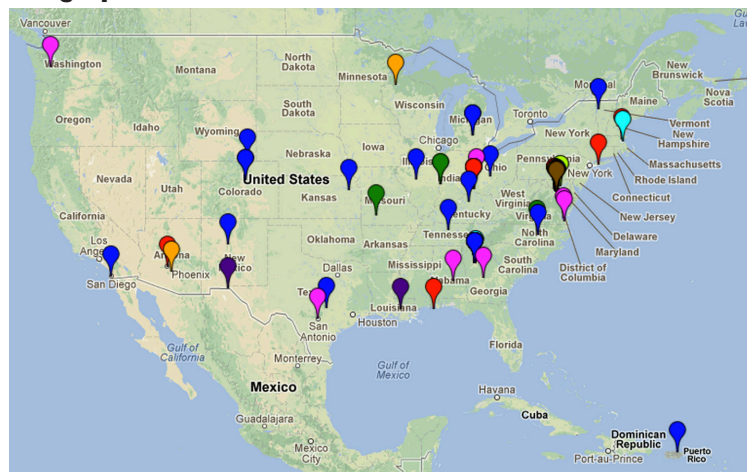 Vancouver
Washington
Montana
North
Dakota
Minnesota
Montreal
New
Brunswick
Nova
Scotia
Maine
Oregon
Idaho
Wyoming
South
Dakota
Wisconsin
Michigan
Toronto
Vermont
New
Hampshire
New York
Massachusetts
Rhode Island
Connecticut
New Jersey
Delaware
Maryland
District of
Columbia
Chicago
Iowa
Nebraska
Illinois
Indiana
Ohio
Pennsylvania
New York
Nevada
Utah
Colorado
United States
Kansas
Missouri
West
Virginia
Virginia
Kentucky
California
Los
Angeles
San Diego
Arizona
Phoenix
New
Mexico
Oklahoma
Arkansas
Tennessee
North
Carolina
South
Carolina
Mississippi
Alabama
Georgia
Dallas
Texas
Louisiana
San
Antonio
Houston
Florida
Gulf of
California
Monterrey
Gulf of
Mexico
Mexico
Guadalajara
Mexico
City
Havana
Cuba
Dominican
Republic
Port-au-Prince
Puerto
Rico